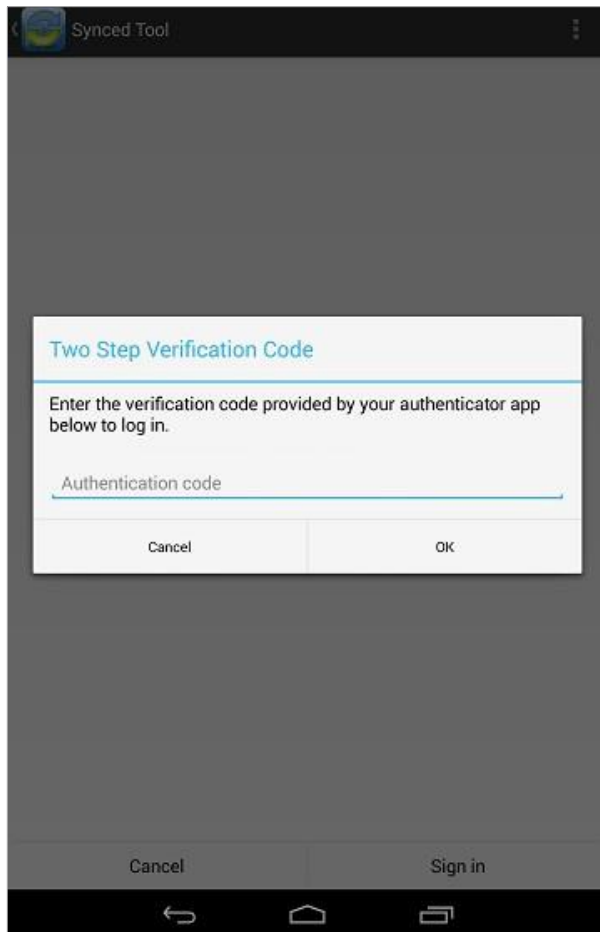 Synced Tool
Two Step Verification Code
Enter the verification code provided by your authenticator app
below to log in.
Authentication code
Cancel
OK
Cancel
Sign in